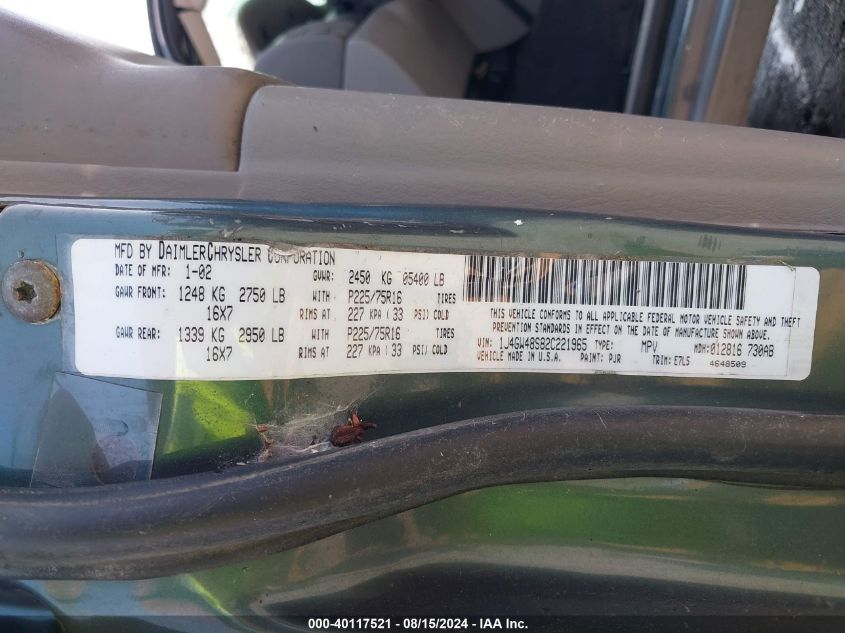 MFD BY DAIMLERCHRYSLER CORPORATION
DATE OF MFR: 1-02 GVWR: 2450 KG 05400 LB
GAWR FRONT: 1248 KG 2750 LB WITH - P225/75R16 TIRES
16X7 RIMS AT 227 KPA ( 33 PSI) COLD
GAWR REAR: 1339 KG 2950 LB WITH - P225/75R16 TIRES
16X7 RIMS AT 227 KPA ( 33 PSI) COLD
THIS VEHICLE CONFORMS TO ALL APPLICABLE FEDERAL MOTOR VEHICLE SAFETY AND THEFT
PREVENTION STANDARDS IN EFFECT ON THE DATE OF MANUFACTURE SHOWN ABOVE.
VIN: 1J4GW48S82C221965 TYPE: MPV MDH:012816 730AB
MADE IN U.S.A. PAINT: PJR TRIM:E7L5 4648509
000-40117521 - 08/15/2024 - IAA Inc.